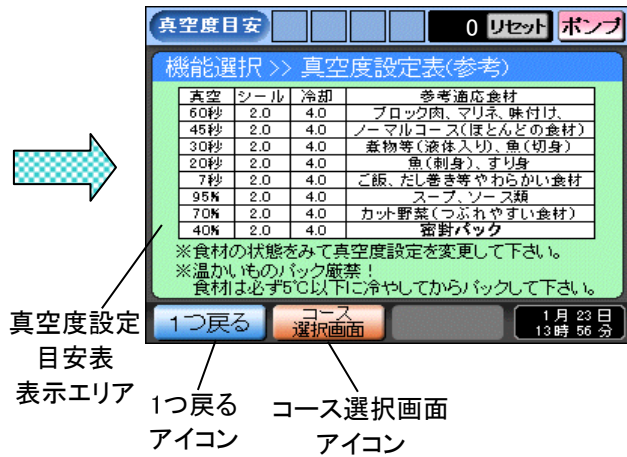 真空度目安 0 リセット ポンプ
機能選択 >> 真空度設定表(参考)
真空 シール 冷却 参考適応食材
60秒 2.0 4.0 ブロック肉、マリネ、味付け、
45秒 2.0 4.0 ノーマルコース(ほとんどの食材)
30秒 2.0 4.0 煮物等(液体入り)、魚(切身)
20秒 2.0 4.0 魚(刺身)、すり身
7秒 2.0 4.0 ご飯、だし巻き等やわらかい食材
95% 2.0 4.0 スープ、ソース類
70% 2.0 4.0 カット野菜(つぶれやすい食材)
40% 2.0 4.0 密封パック
※食材の状態をみて真空度設定を変更して下さい。
※温かいものパック厳禁！
食材は必ず5℃以下に冷やしてからパックして下さい。
1つ戻る
コース
選択画面
1月 23日
13時 56分
真空度設定
目安表
表示エリア
1つ戻る
アイコン
コース選択画面
アイコン